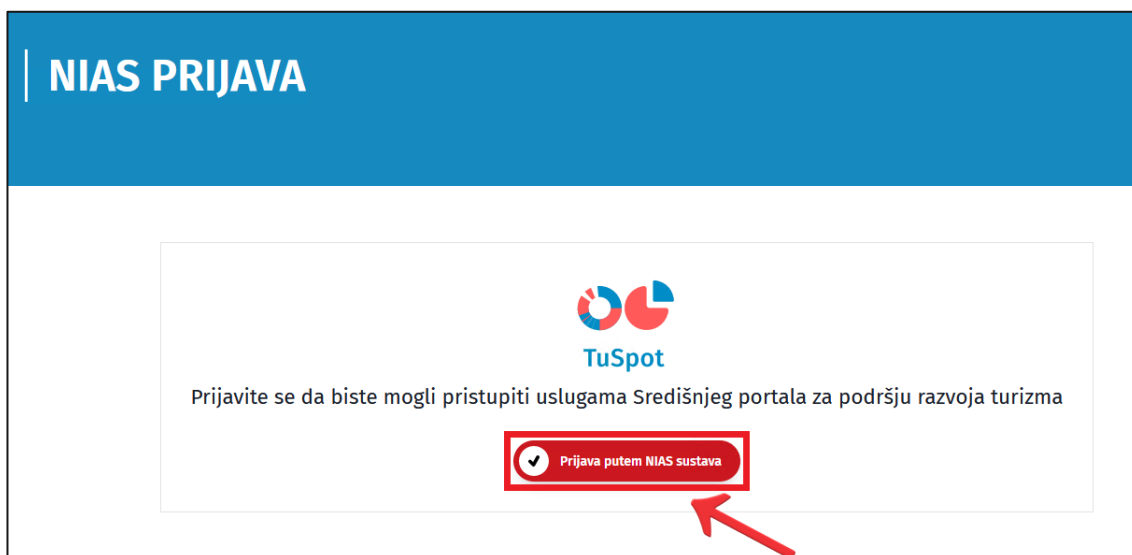 NIAS PRIJAVA
TuSpot
Prijavite se da biste mogli pristupiti uslugama Središnjeg portala za podršju razvoja turizma
Prijava putem NIAS sustava